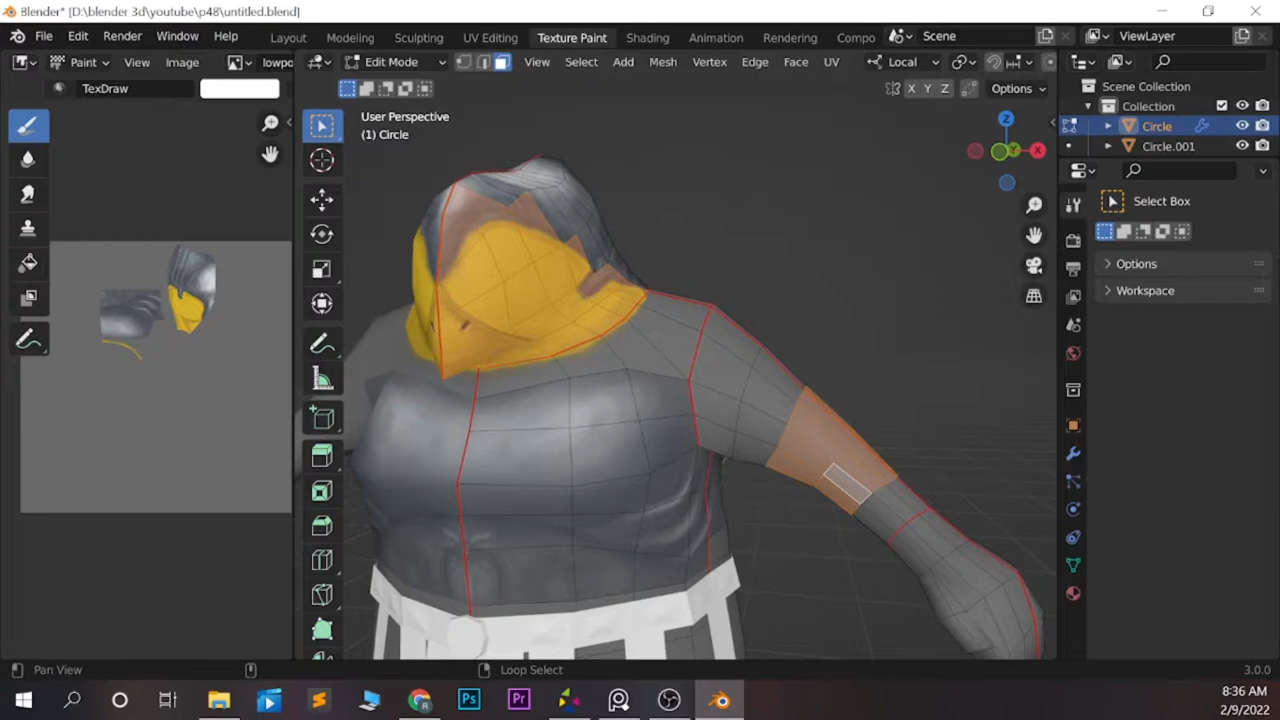 Blender* [D:\blender 3d\youtube\p48\untitled.blend]
File Edit Render Window Help Layout Modeling Sculpting UV Editing Texture Paint Shading Animation Rendering Compo Scene ViewLayer
Paint View Image lowpo Edit Mode View Select Add Mesh Vertex Edge Face UV Local
TexDraw X Y Z Options Scene Collection
Collection
User Perspective
(1) Circle
Circle
Circle.001
Z
Y
X
Select Box
Options
Workspace
Pan View Loop Select 3.0.0
Ps Pr
8:36 AM
2/9/2022